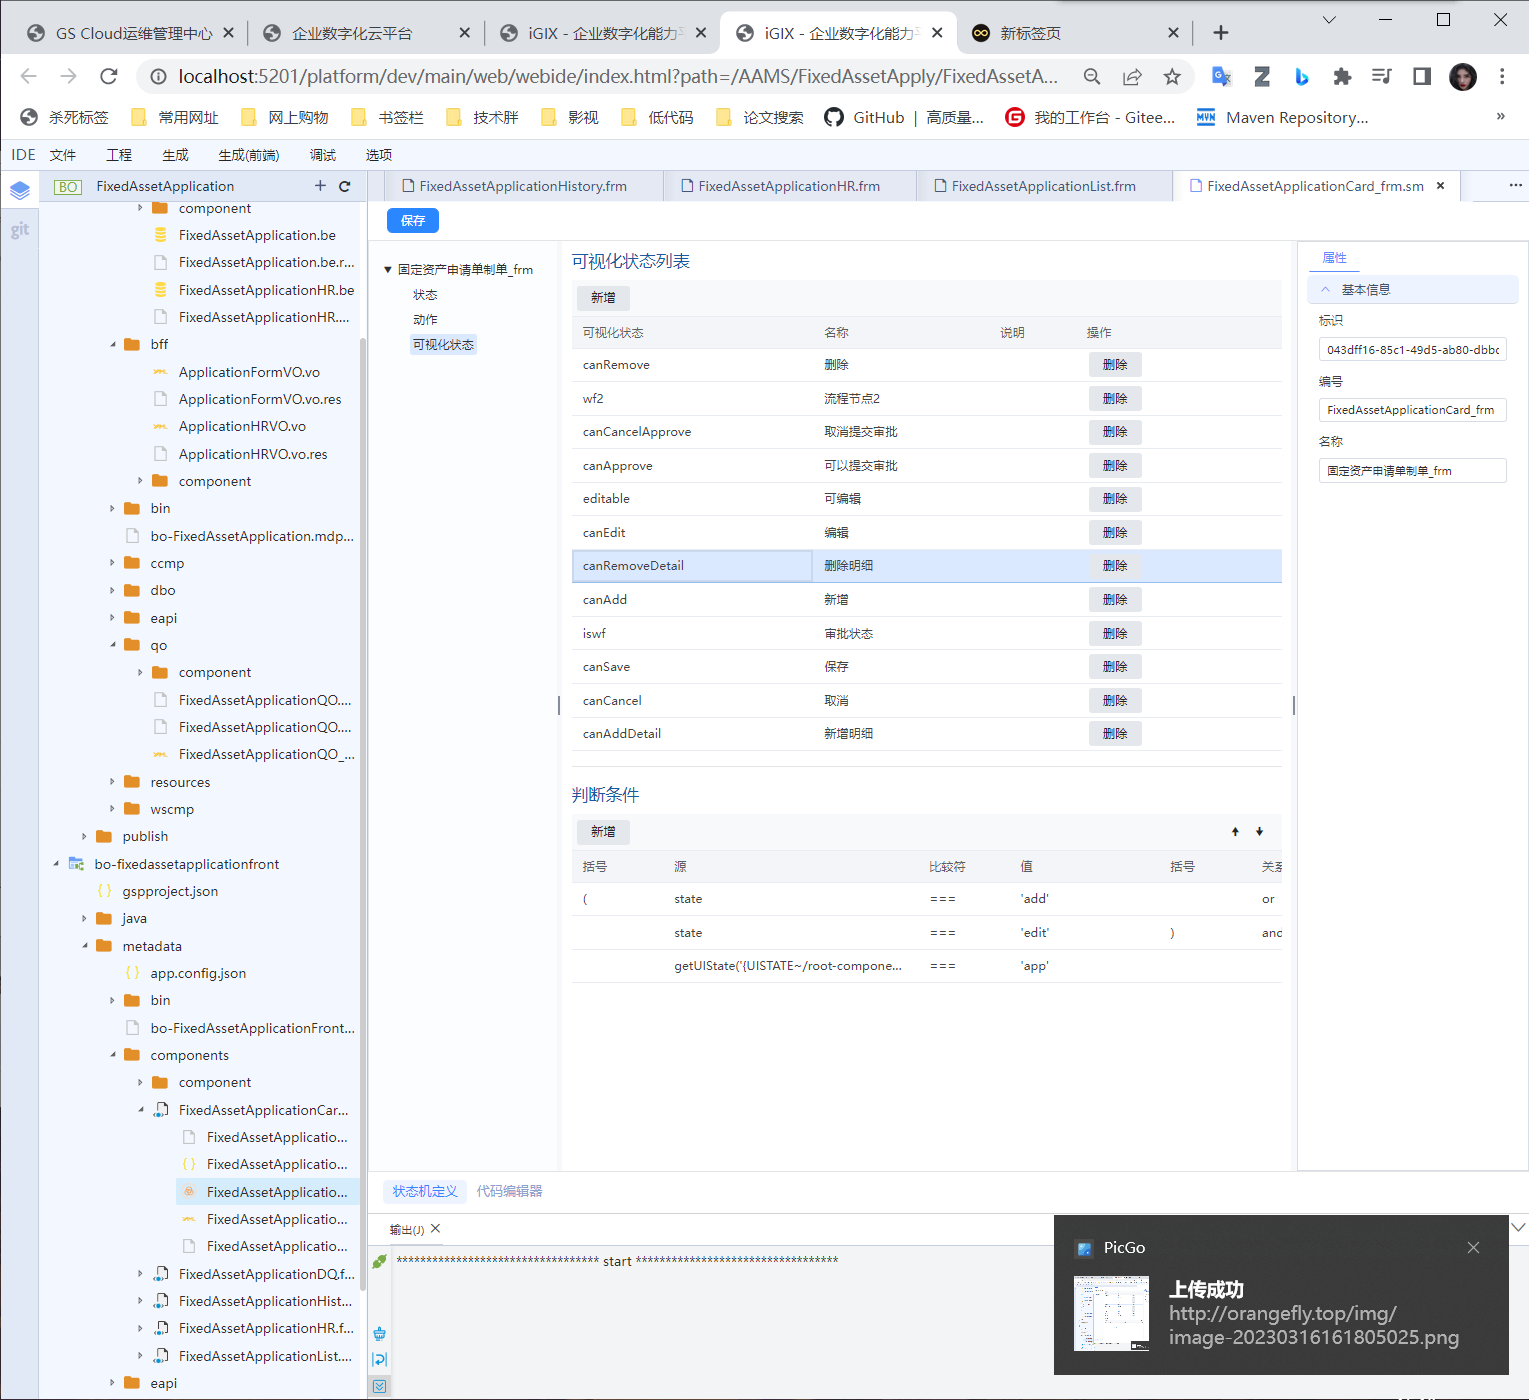 GS Cloud运维管理中心
企业数字化云平台
iGIX - 企业数字化能力平
iGIX - 企业数字化能力平
新标签页
localhost:5201/platform/dev/main/web/webide/index.html?path=/AAMS/FixedAssetApply/FixedAssetA...
杀死标签
常用网址
网上购物
书签栏
技术胖
影视
低代码
论文搜索
GitHub | 高质量...
我的工作台 - Gitee...
Maven Repository...
»
IDE 文件 工程 生成 生成(前端) 调试 选项
BO FixedAssetApplication
FixedAssetApplicationHistory.frm
FixedAssetApplicationHR.frm
FixedAssetApplicationList.frm
FixedAssetApplicationCard_frm.sm
git
component
FixedAssetApplication.be
FixedAssetApplication.be.r...
FixedAssetApplicationHR.be
FixedAssetApplicationHR....
bff
ApplicationFormVO.vo
ApplicationFormVO.vo.res
ApplicationHRVO.vo
ApplicationHRVO.vo.res
component
bin
bo-FixedAssetApplication.mdp...
ccmp
dbo
eapi
qo
component
FixedAssetApplicationQO....
FixedAssetApplicationQO....
FixedAssetApplicationQO_...
resources
wscmp
publish
bo-fixedassetapplicationfront
gspproject.json
java
metadata
app.config.json
bin
bo-FixedAssetApplicationFront...
components
component
FixedAssetApplicationCar...
FixedAssetApplicatio...
FixedAssetApplicatio...
FixedAssetApplicatio...
FixedAssetApplicatio...
FixedAssetApplicatio...
FixedAssetApplicationDQ.f...
FixedAssetApplicationHist...
FixedAssetApplicationHR.f...
FixedAssetApplicationList....
eapi
保存
固定资产申请单制单_frm
状态
动作
可视化状态
可视化状态列表
新增
可视化状态 名称 说明 操作
canRemove 删除 删除
wf2 流程节点2 删除
canCancelApprove 取消提交审批 删除
canApprove 可以提交审批 删除
editable 可编辑 删除
canEdit 编辑 删除
canRemoveDetail 删除明细 删除
canAdd 新增 删除
iswf 审批状态 删除
canSave 保存 删除
canCancel 取消 删除
canAddDetail 新增明细 删除
判断条件
新增
括号 源 比较符 值 括号 关系
( state === 'add' or
state === 'edit' ) and
getUIState('{UISTATE~/root-compone... === 'app'
属性
基本信息
标识
043dff16-85c1-49d5-ab80-dbbc
编号
FixedAssetApplicationCard_frm
名称
固定资产申请单制单_frm
状态机定义 代码编辑器
输出(J)
********************************** start **********************************
PicGo
上传成功
http://orangefly.top/img/
image-20230316161805025.png